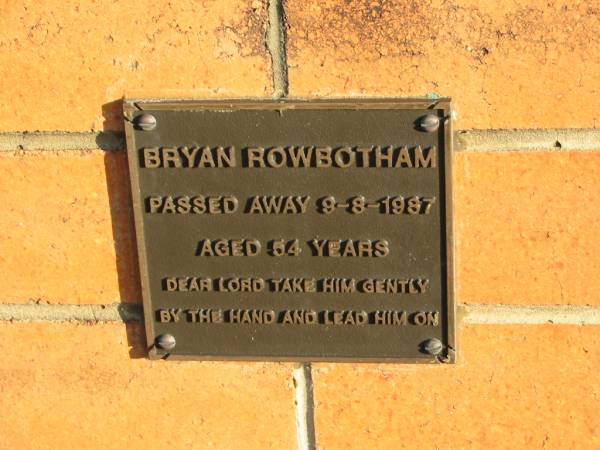 BRYAN ROWBOTHAM
PASSED AWAY 9-8-1987
AGED 54 YEARS
DEAR LORD TAKE HIM GENTLY
BY THE HAND AND LEAD HIM ON